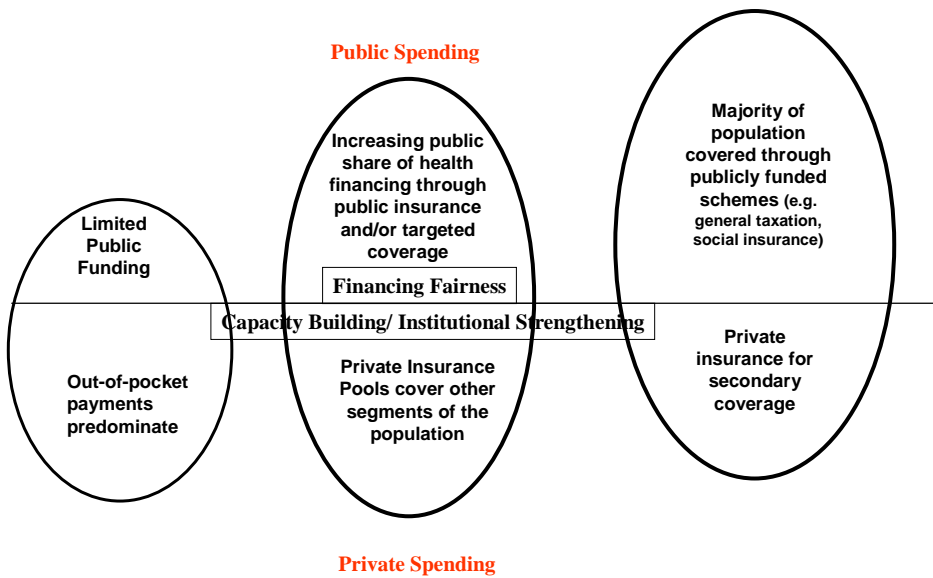 Public Spending
Limited
Public
Funding
Out-of-pocket
payments
predominate
Increasing public
share of health
financing through
public insurance
and/or targeted
coverage
Financing Fairness
Capacity Building/ Institutional Strengthening
Private Insurance
Pools cover other
segments of the
population
Majority of
population
covered through
publicly funded
schemes (e.g.
general taxation,
social insurance)
Private
insurance for
secondary
coverage
Private Spending